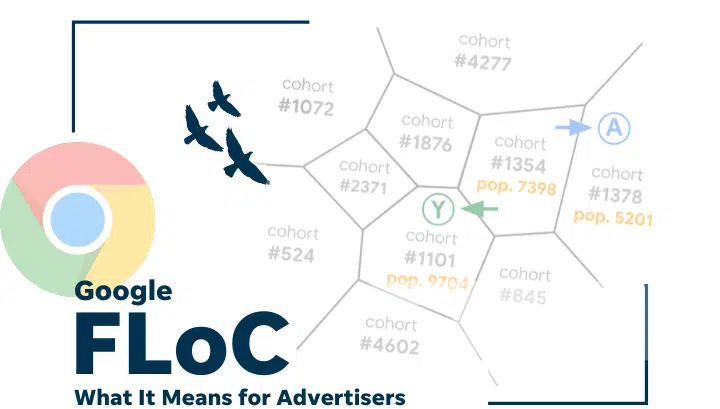 cohort
#4277
cohort
#1072
cohort
#1876
A
cohort
#1354
pop. 7398
cohort
#2371
cohort
#1378
pop. 5201
Y
cohort
#524
cohort
#1101
pop. 9704
cohort
#845
cohort
#4602
Google
FLoC
What It Means for Advertisers